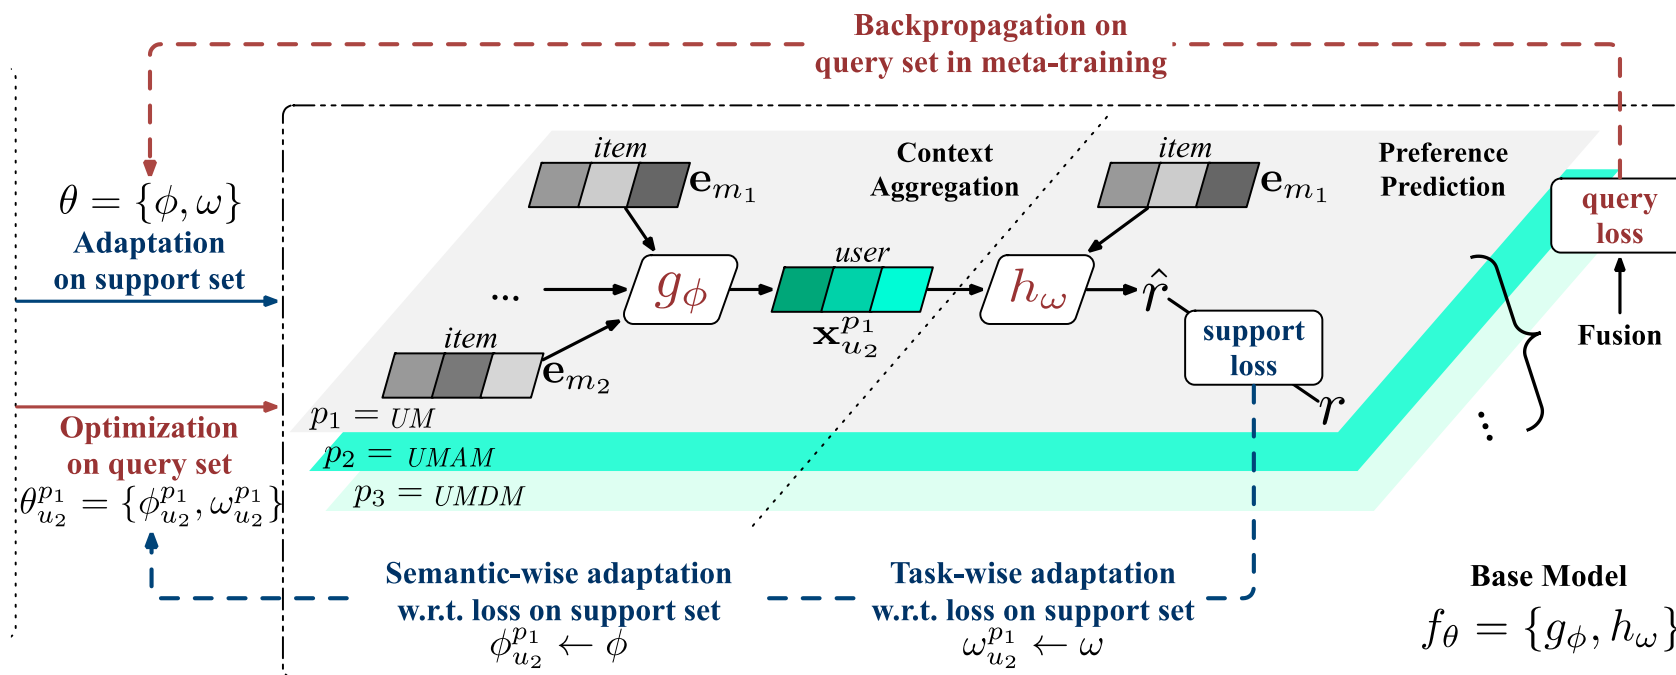 Backpropagation on
query set in meta-training
θ = {ϕ, ω}
Adaptation
on support set
Optimization
on query set
θ_{u_2}^{p_1} = {ϕ_{u_2}^{p_1}, ω_{u_2}^{p_1}}
item
e_{m_1}
Context
Aggregation
item
e_{m_1}
Preference
Prediction
query
loss
...
g_ϕ
user
x_{u_2}^{p_1}
h_ω
r̂
support
loss
r
Fusion
item
e_{m_2}
p_1 = UM
p_2 = UMAM
p_3 = UMDM
⋮
Semantic-wise adaptation
w.r.t. loss on support set
ϕ_{u_2}^{p_1} ← ϕ
Task-wise adaptation
w.r.t. loss on support set
ω_{u_2}^{p_1} ← ω
Base Model
f_θ = {g_ϕ, h_ω}